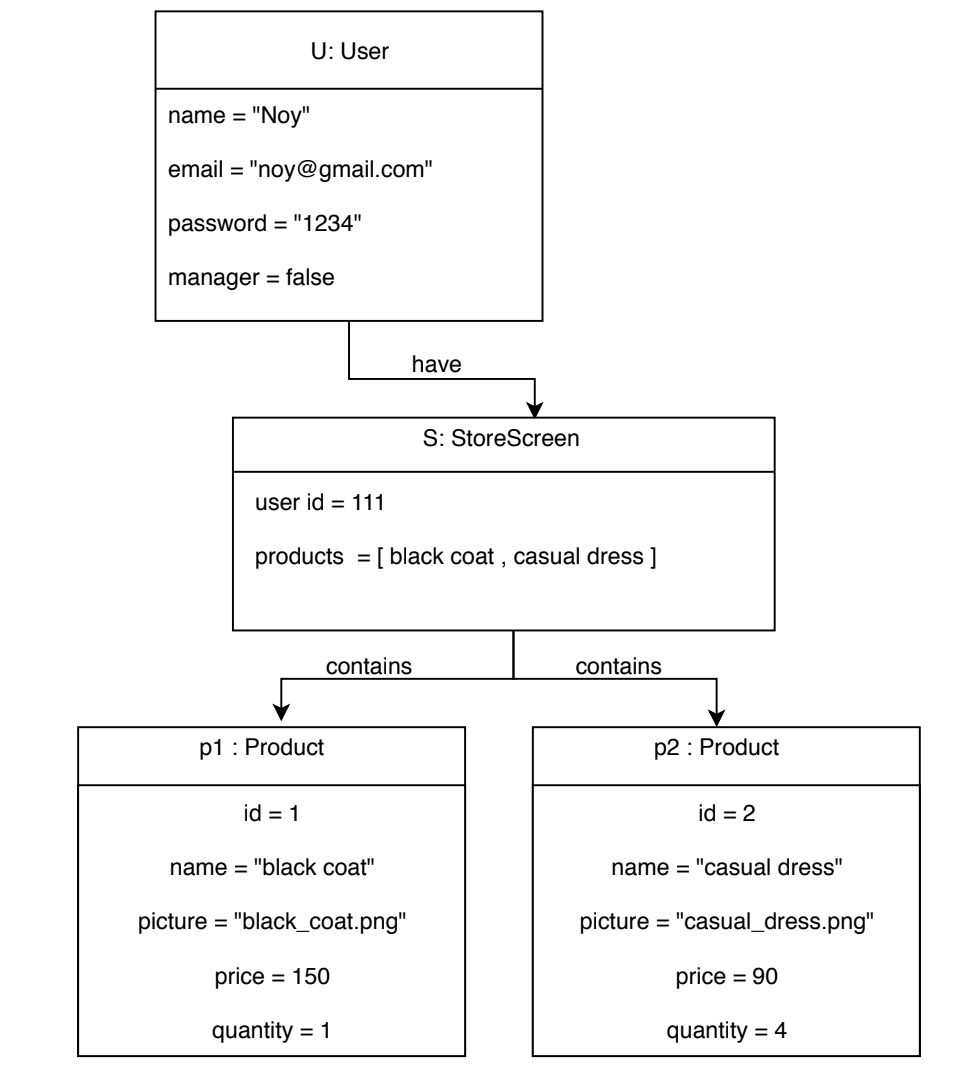 U: User
name = "Noy"
email = "noy@gmail.com"
password = "1234"
manager = false
have
S: StoreScreen
user id = 111
products  = [ black coat , casual dress ]
contains
contains
p1 : Product
id = 1
name = "black coat"
picture = "black_coat.png"
price = 150
quantity = 1
p2 : Product
id = 2
name = "casual dress"
picture = "casual_dress.png"
price = 90
quantity = 4